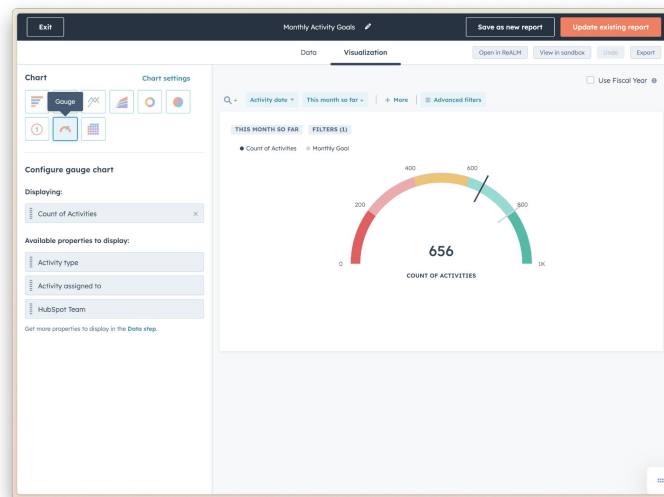 Exit
Monthly Activity Goals
Save as new report
Update existing report
Data
Visualization
Open in ReALM
View in sandbox
Undo
Export
Chart
Chart settings
Gauge
1
Use Fiscal Year
Activity date
This month so far
+ More
Advanced filters
THIS MONTH SO FAR
FILTERS (1)
Count of Activities
Monthly Goal
Configure gauge chart
Displaying:
Count of Activities
Available properties to display:
Activity type
Activity assigned to
HubSpot Team
Get more properties to display in the Data step.
0
200
400
600
800
1K
656
COUNT OF ACTIVITIES